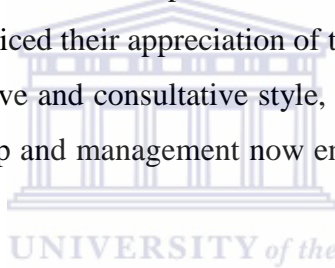 iced their appreciation of t
ve and consultative style,
p and management now en
UNIVERSITY of the